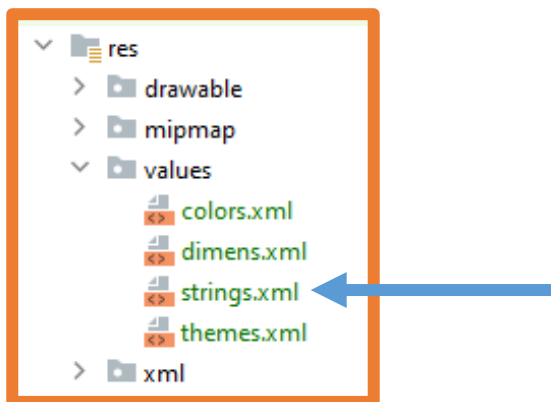 res
drawable
mipmap
values
colors.xml
dimens.xml
strings.xml
themes.xml
xml